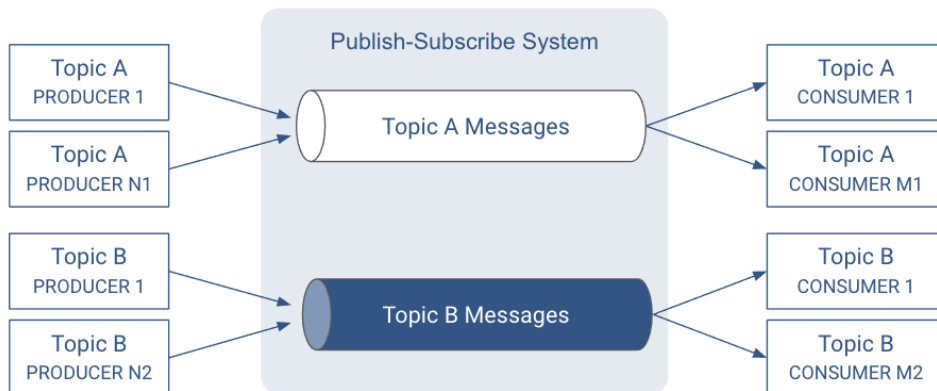 Publish-Subscribe System
Topic A
PRODUCER 1
Topic A
PRODUCER N1
Topic A Messages
Topic A
CONSUMER 1
Topic A
CONSUMER M1
Topic B
PRODUCER 1
Topic B
PRODUCER N2
Topic B Messages
Topic B
CONSUMER 1
Topic B
CONSUMER M2